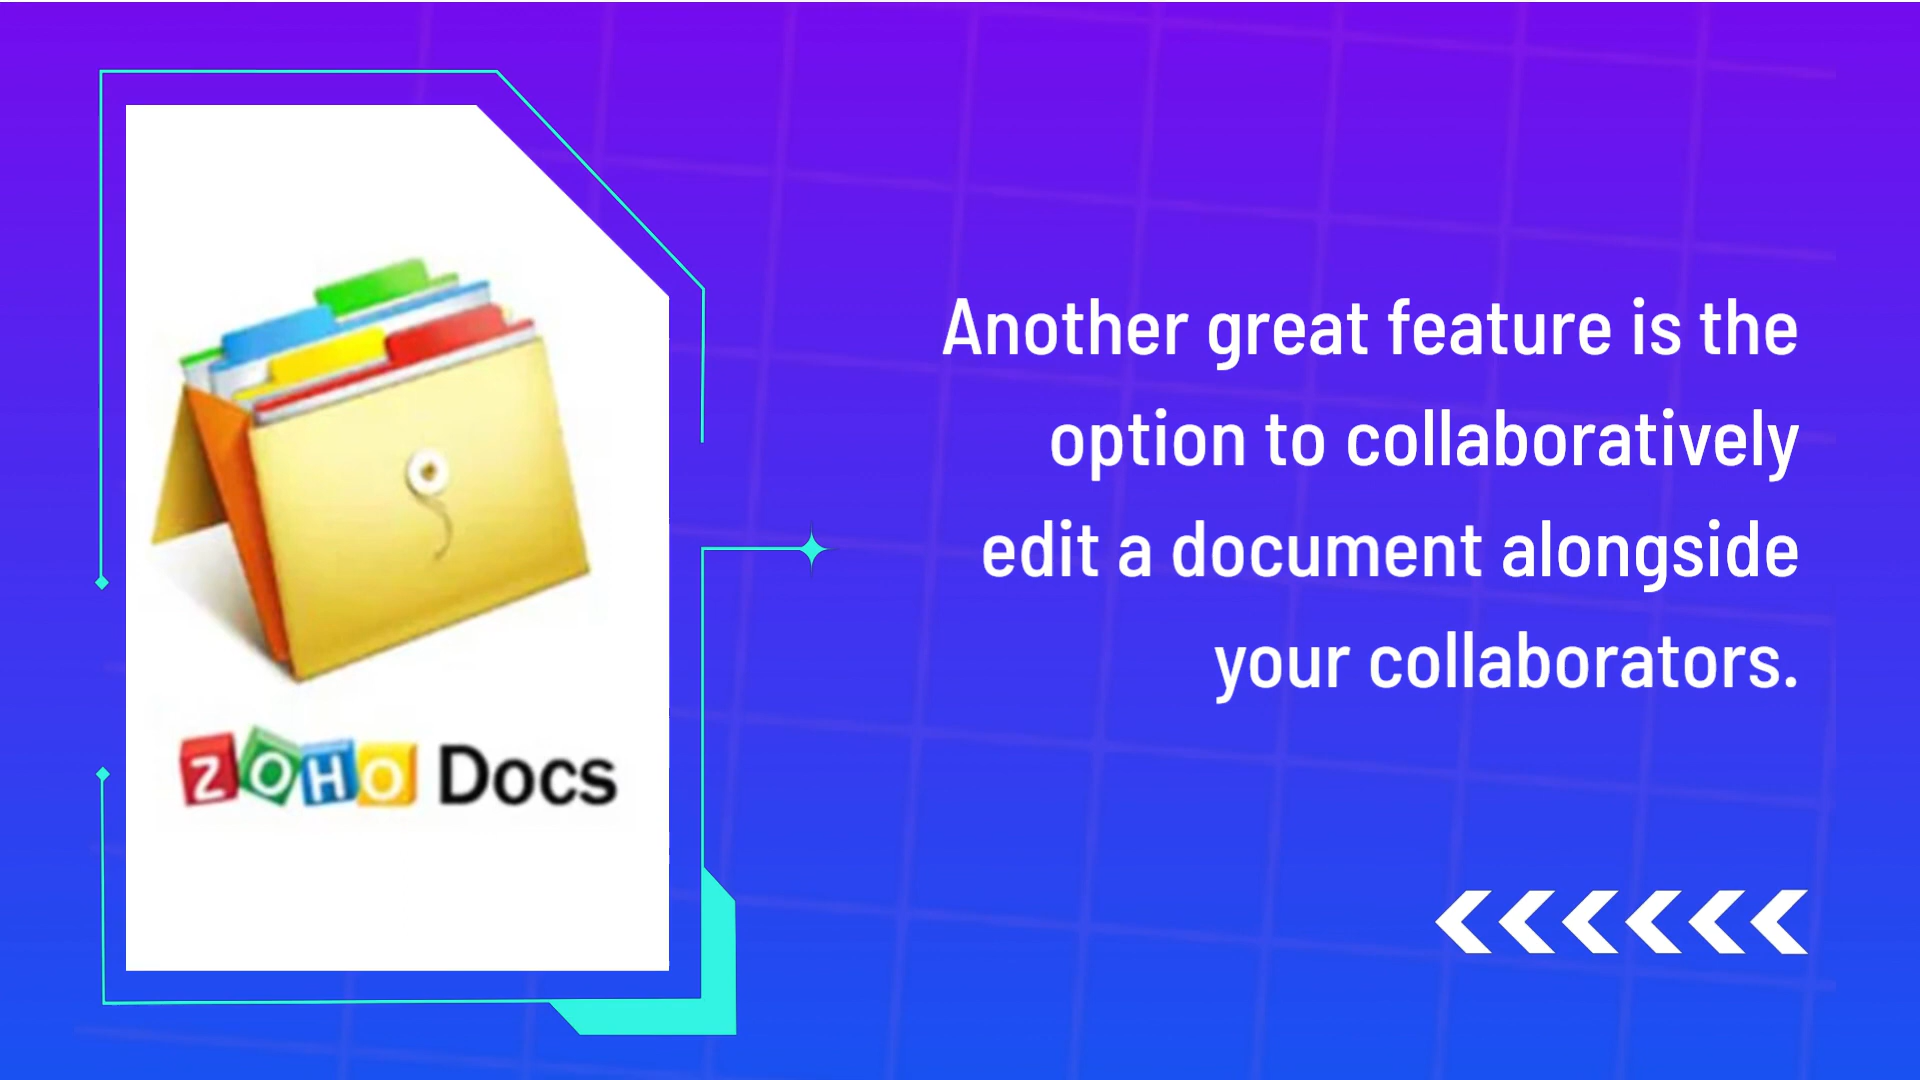 ZOHO Docs
Another great feature is the
option to collaboratively
edit a document alongside
your collaborators.